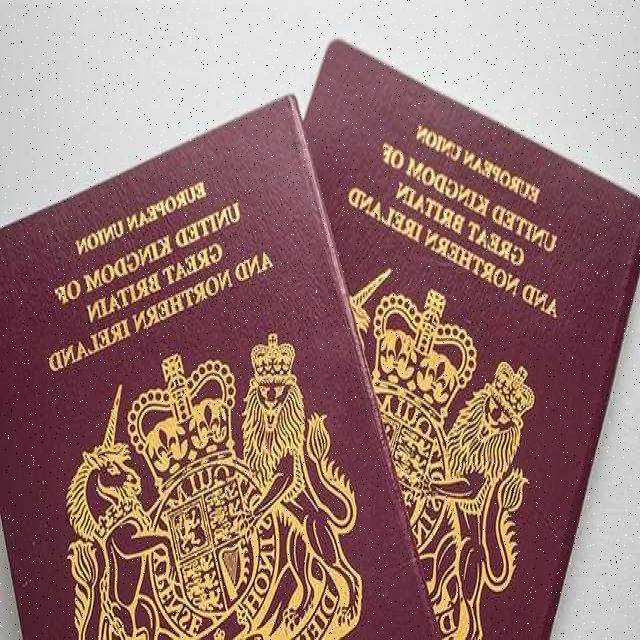 EUROPEAN UNION
UNITED KINGDOM OF
GREAT BRITAIN
AND NORTHERN IRELAND
EUROPEAN UNION
UNITED KINGDOM OF
GREAT BRITAIN
AND NORTHERN IRELAND